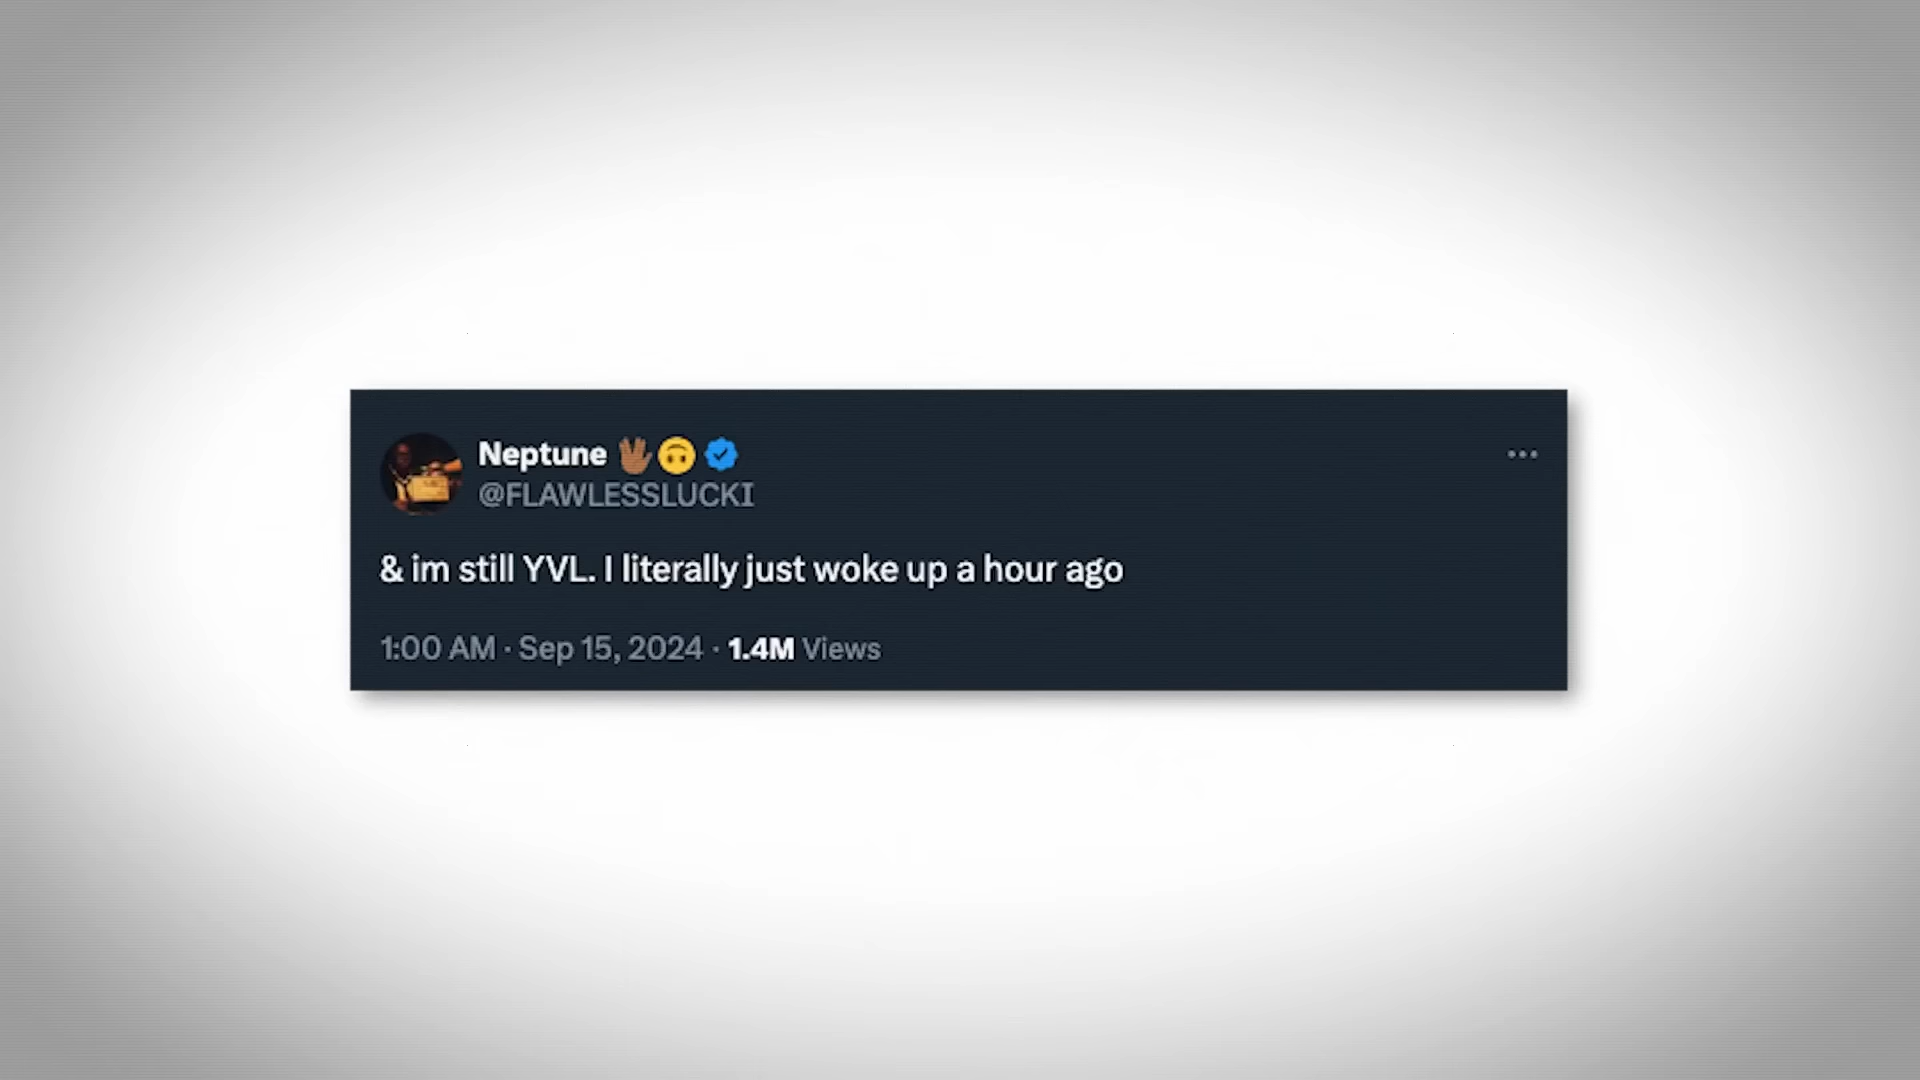 Neptune 🖖🏾🙃
@FLAWLESSLUCKI
& im still YVL. I literally just woke up a hour ago
1:00 AM · Sep 15, 2024 · 1.4M Views